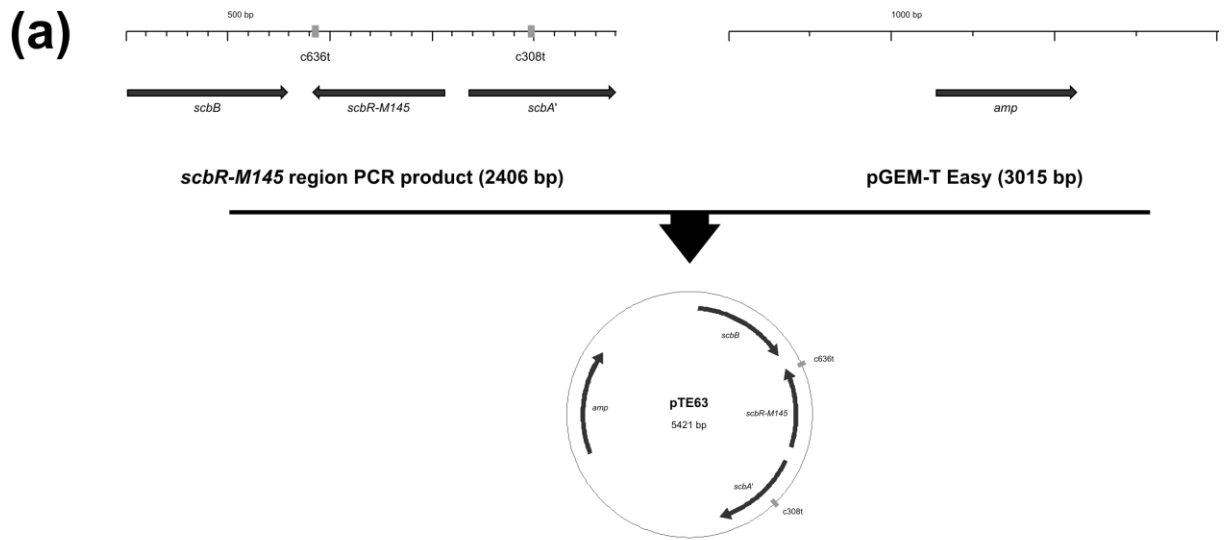 (a)
500 bp
1000 bp
c636t
c308t
scbB
scbR-M145
scbA'
amp
scbR-M145 region PCR product (2406 bp)
pGEM-T Easy (3015 bp)
scbB
c636t
amp
pTE63
5421 bp
scbR-M145
scbA'
c308t